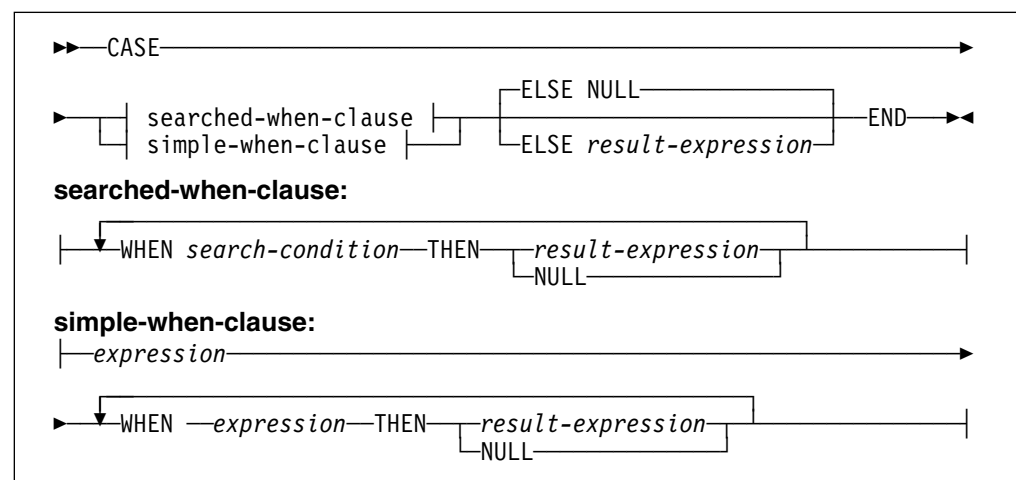 CASE
ELSE NULL
searched-when-clause END
simple-when-clause ELSE result-expression
searched-when-clause:
WHEN search-condition THEN result-expression
NULL
simple-when-clause:
expression
WHEN expression THEN result-expression
NULL